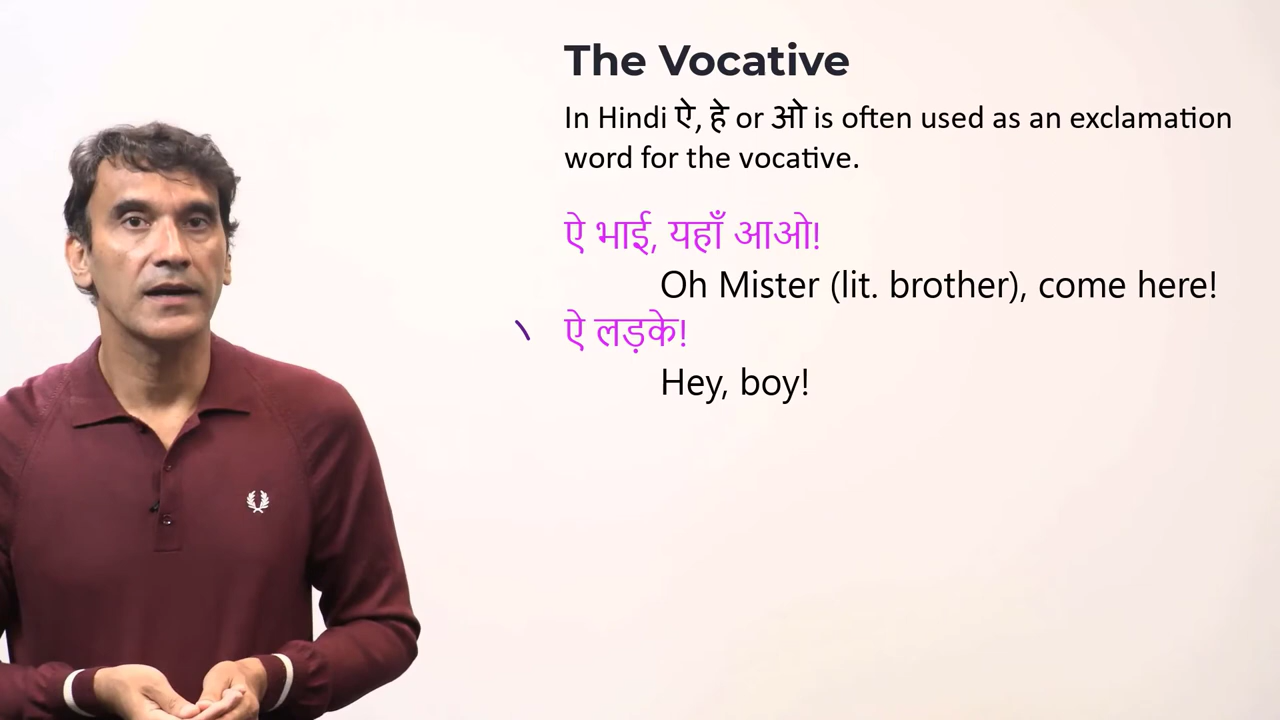 The Vocative
In Hindi ऐ, हे or ओ is often used as an exclamation
word for the vocative.
ऐ भाई, यहाँ आओ!
Oh Mister (lit. brother), come here!
ऐ लड़के!
Hey, boy!